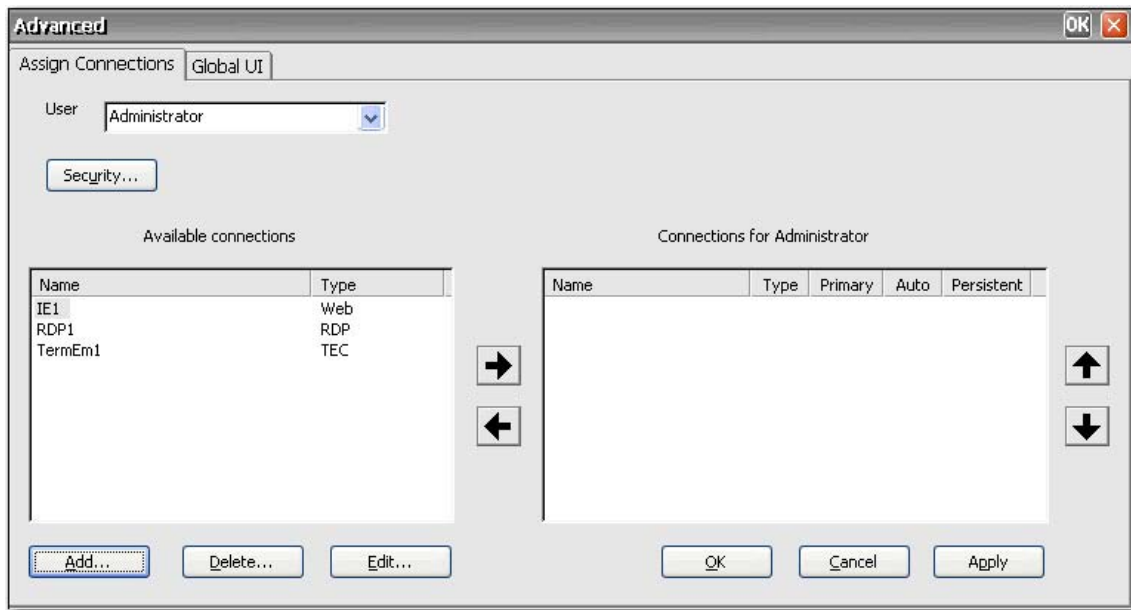 Advanced OK
Assign Connections Global UI
User Administrator
Security...
Available connections Connections for Administrator
Name Type Name Type Primary Auto Persistent
IE1 Web
RDP1 RDP
TermEm1 TEC
Add... Delete... Edit... OK Cancel Apply